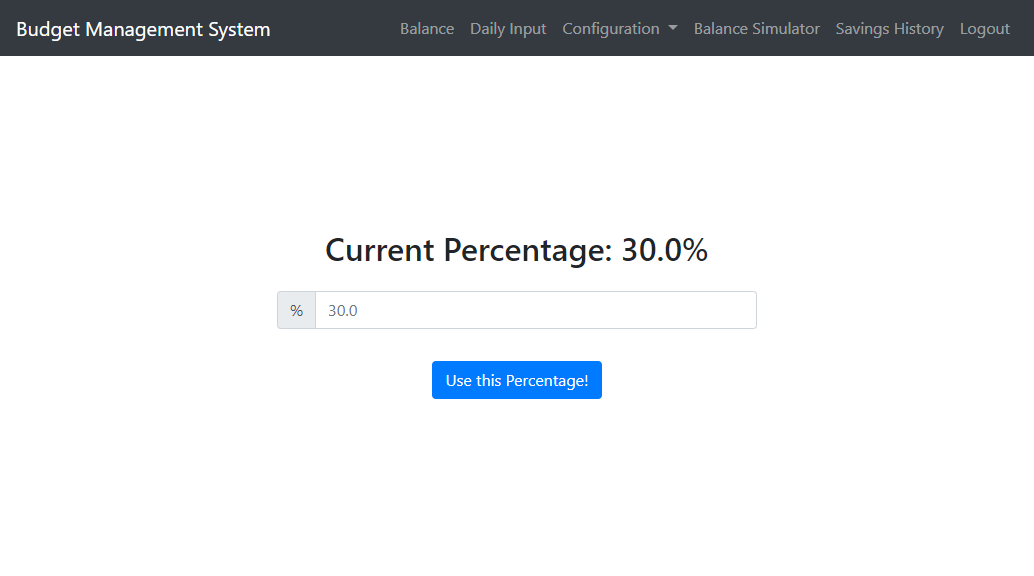 Budget Management System Balance Daily Input Configuration Balance Simulator Savings History Logout
Current Percentage: 30.0%
% 30.0
Use this Percentage!